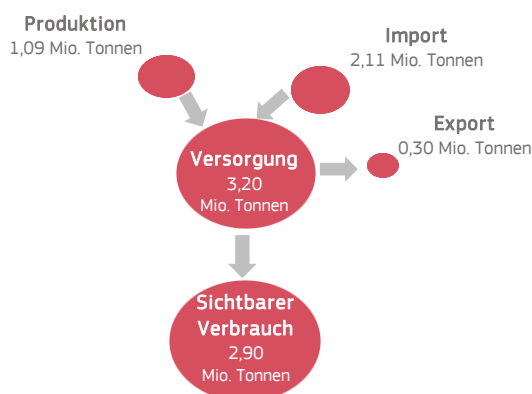 Produktion
1,09 Mio. Tonnen
Import
2,11 Mio. Tonnen
Export
0,30 Mio. Tonnen
Versorgung
3,20
Mio. Tonnen
Sichtbarer
Verbrauch
2,90
Mio. Tonnen